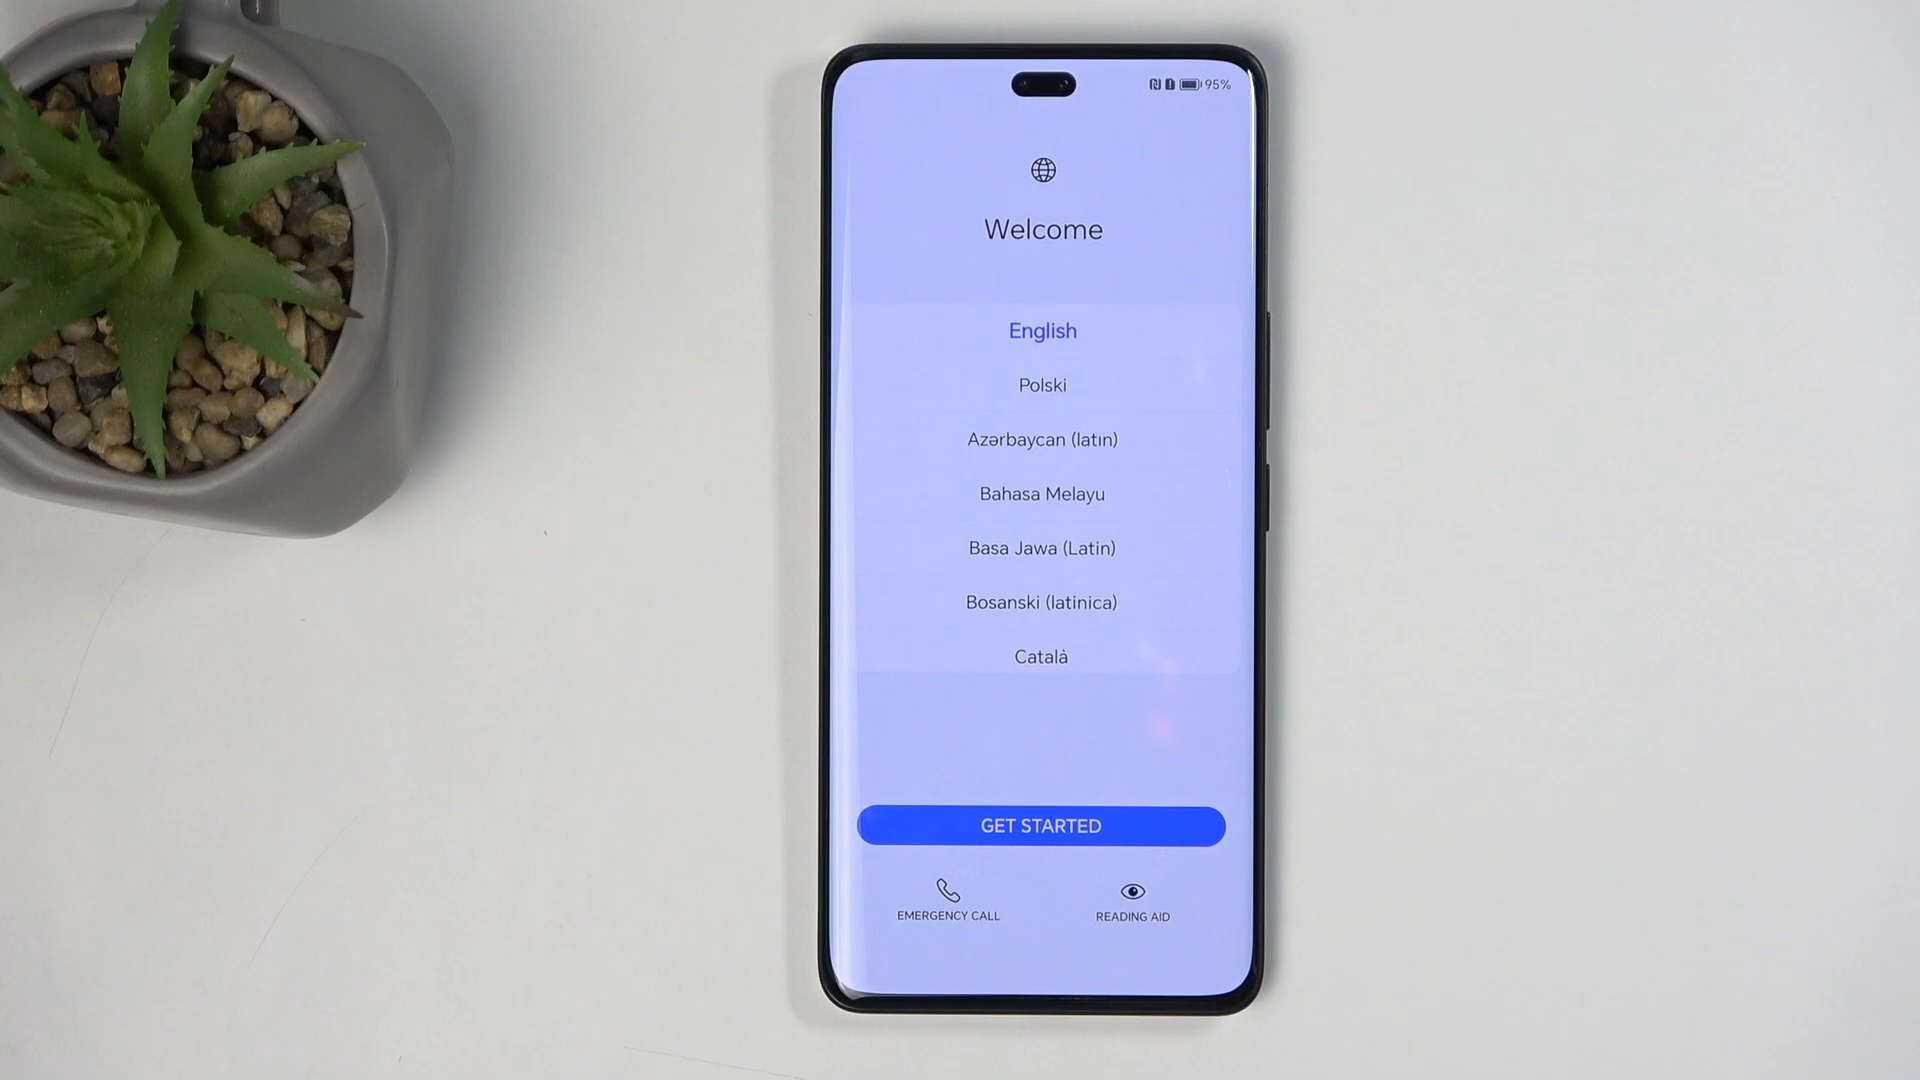 95%
Welcome
English
Polski
Azərbaycan (latın)
Bahasa Melayu
Basa Jawa (Latin)
Bosanski (latinica)
Català
GET STARTED
EMERGENCY CALL
READING AID